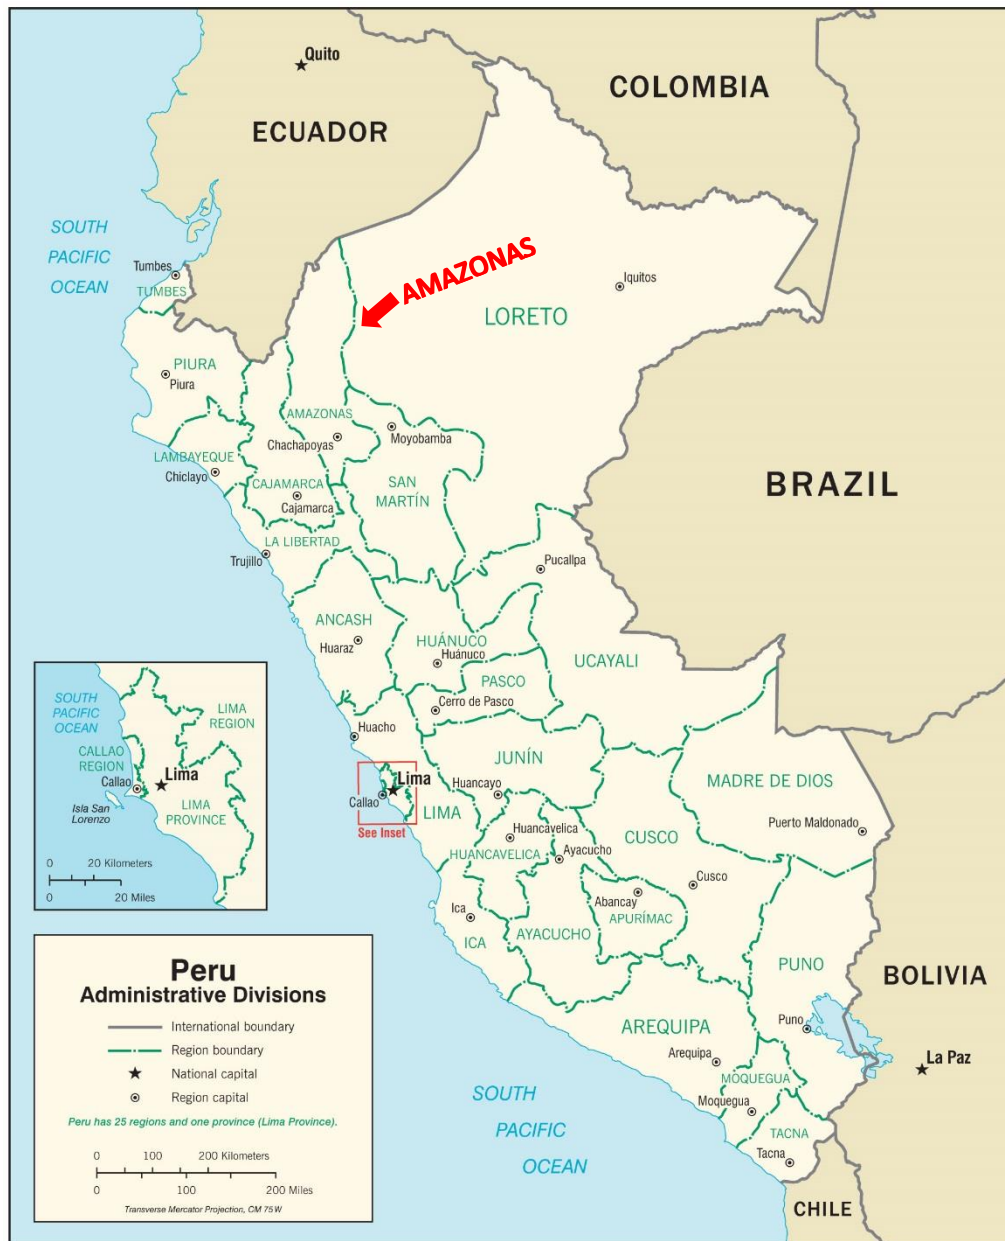 Quito
COLOMBIA
ECUADOR
SOUTH
PACIFIC
OCEAN
AMAZONAS
Tumbes
TUMBES
Iquitos
LORETO
PIURA
Piura
AMAZONAS
Chachapoyas
Moyobamba
LAMBAYEQUE
Chiclayo
CAJAMARCA
Cajamarca
SAN
MARTÍN
BRAZIL
LA LIBERTAD
Trujillo
Pucallpa
ANCASH
Huaraz
HUÁNUCO
Huánuco
UCAYALI
PASCO
Cerro de Pasco
Huacho
JUNÍN
Huancayo
MADRE DE DIOS
Puerto Maldonado
Lima
Callao
LIMA
See Inset
Huancavelica
HUANCAVELICA
Ayacucho
CUSCO
Cusco
Abancay
APURÍMAC
Ica
ICA
AYACUCHO
PUNO
Puno
BOLIVIA
La Paz
AREQUIPA
Arequipa
MOQUEGUA
Moquegua
TACNA
Tacna
CHILE
SOUTH
PACIFIC
OCEAN
SOUTH
PACIFIC
OCEAN
LIMA
REGION
CALLAO
REGION
Lima
Callao
Isla San
Lorenzo
LIMA
PROVINCE
0 20 Kilometers
0 20 Miles
Peru
Administrative Divisions
International boundary
Region boundary
National capital
Region capital
Peru has 25 regions and one province (Lima Province).
0 100 200 Kilometers
0 100 200 Miles
Transverse Mercator Projection, CM 75W